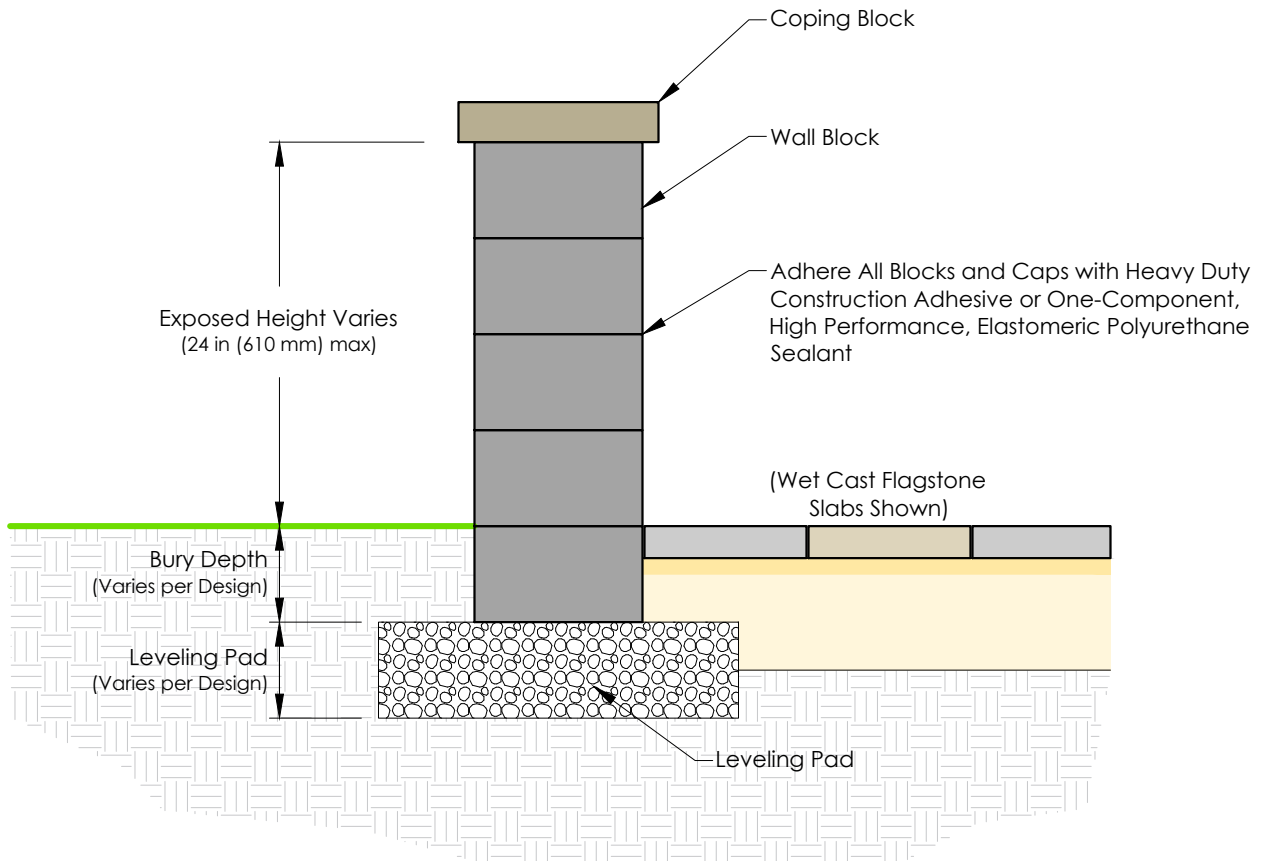 Coping Block
Wall Block
Adhere All Blocks and Caps with Heavy Duty
Construction Adhesive or One-Component,
High Performance, Elastomeric Polyurethane
Sealant
Exposed Height Varies
(24 in (610 mm) max)
(Wet Cast Flagstone
Slabs Shown)
Bury Depth
(Varies per Design)
Leveling Pad
(Varies per Design)
Leveling Pad